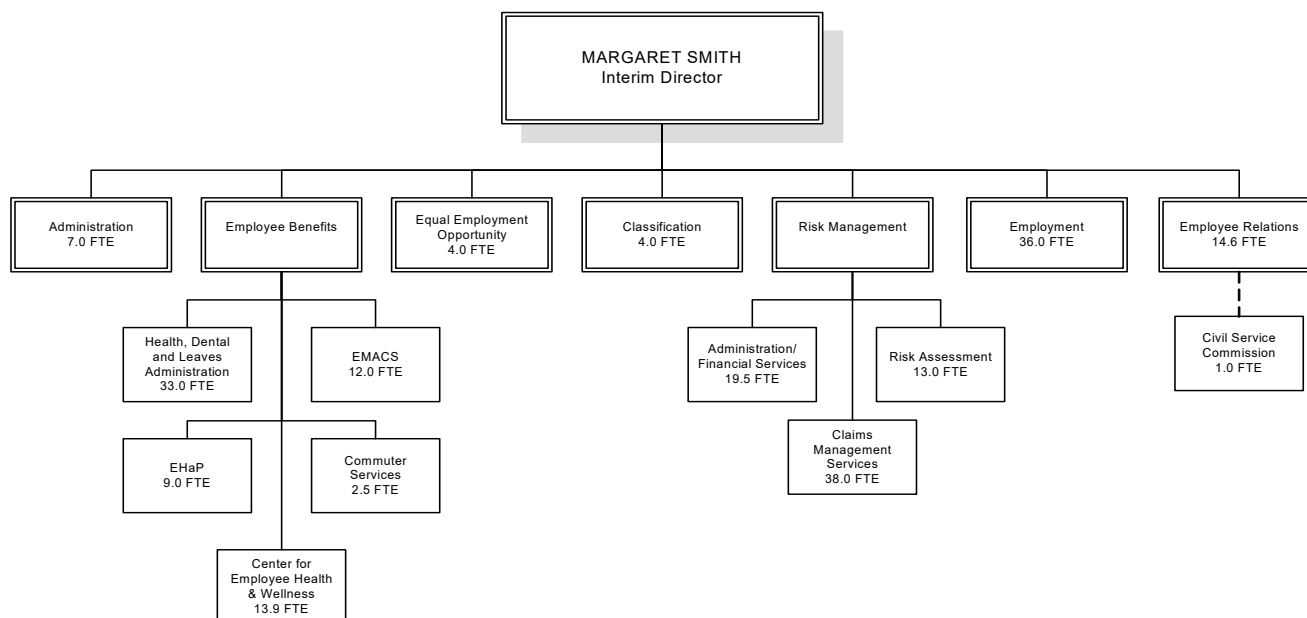 MARGARET SMITH
Interim Director
Administration
7.0 FTE
Employee Benefits
Equal Employment
Opportunity
4.0 FTE
Classification
4.0 FTE
Risk Management
Employment
36.0 FTE
Employee Relations
14.6 FTE
Health, Dental
and Leaves
Administration
33.0 FTE
EMACS
12.0 FTE
Administration/
Financial Services
19.5 FTE
Risk Assessment
13.0 FTE
Civil Service
Commission
1.0 FTE
EHaP
9.0 FTE
Commuter
Services
2.5 FTE
Claims
Management
Services
38.0 FTE
Center for
Employee Health
& Wellness
13.9 FTE